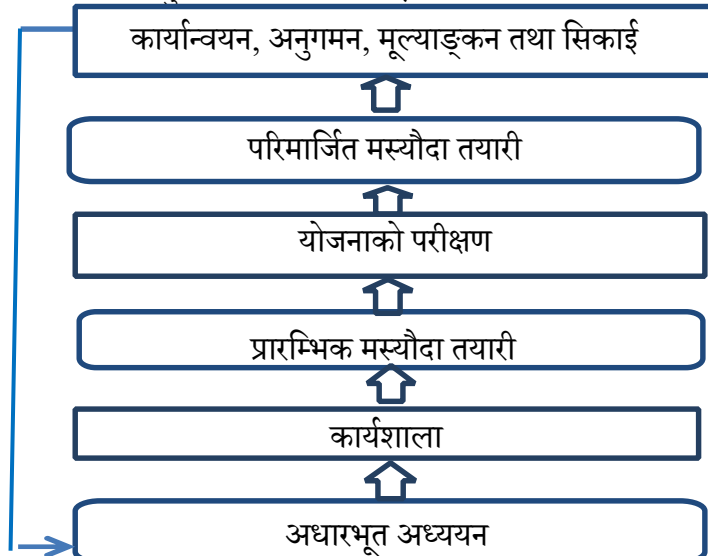 कार्यान्वयन, अनुगमन, मूल्याङ्कन तथा सिकाई
परिमार्जित मस्यौदा तयारी
योजनाको परीक्षण
प्रारम्भिक मस्यौदा तयारी
कार्यशाला
अधारभूत अध्ययन